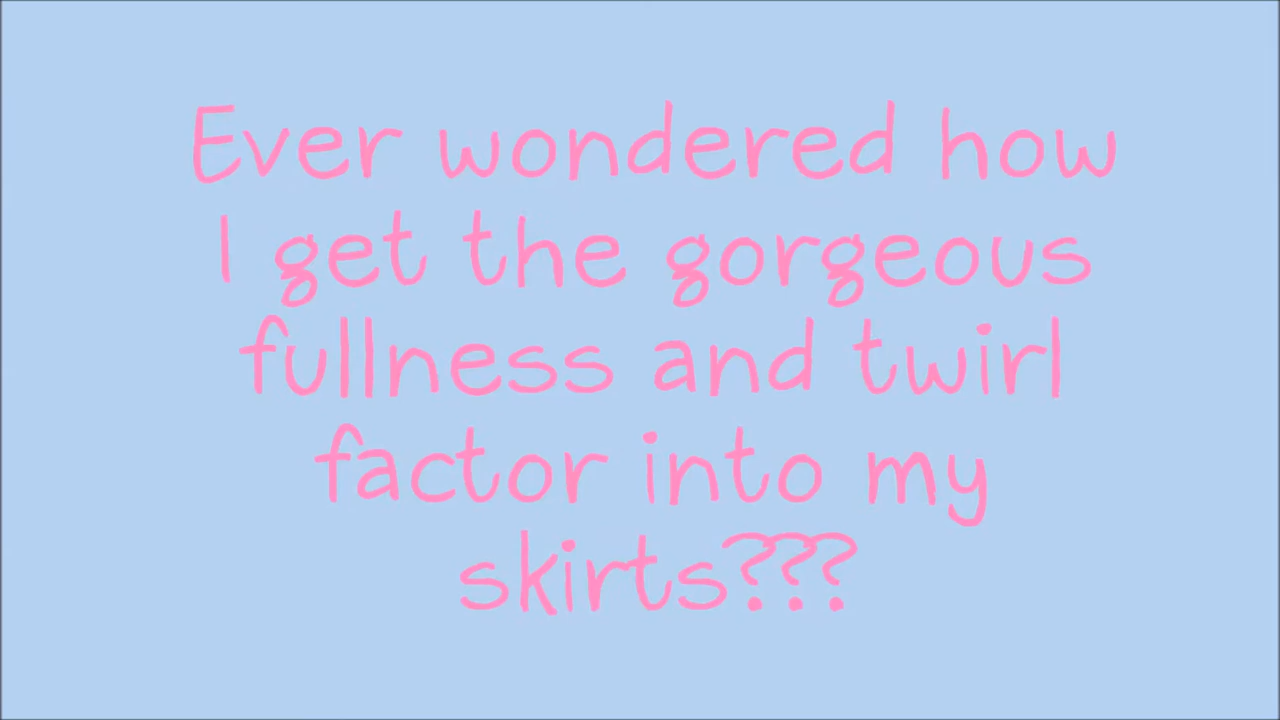 Ever wondered how
I get the gorgeous
fullness and twirl
factor into my
skirts???